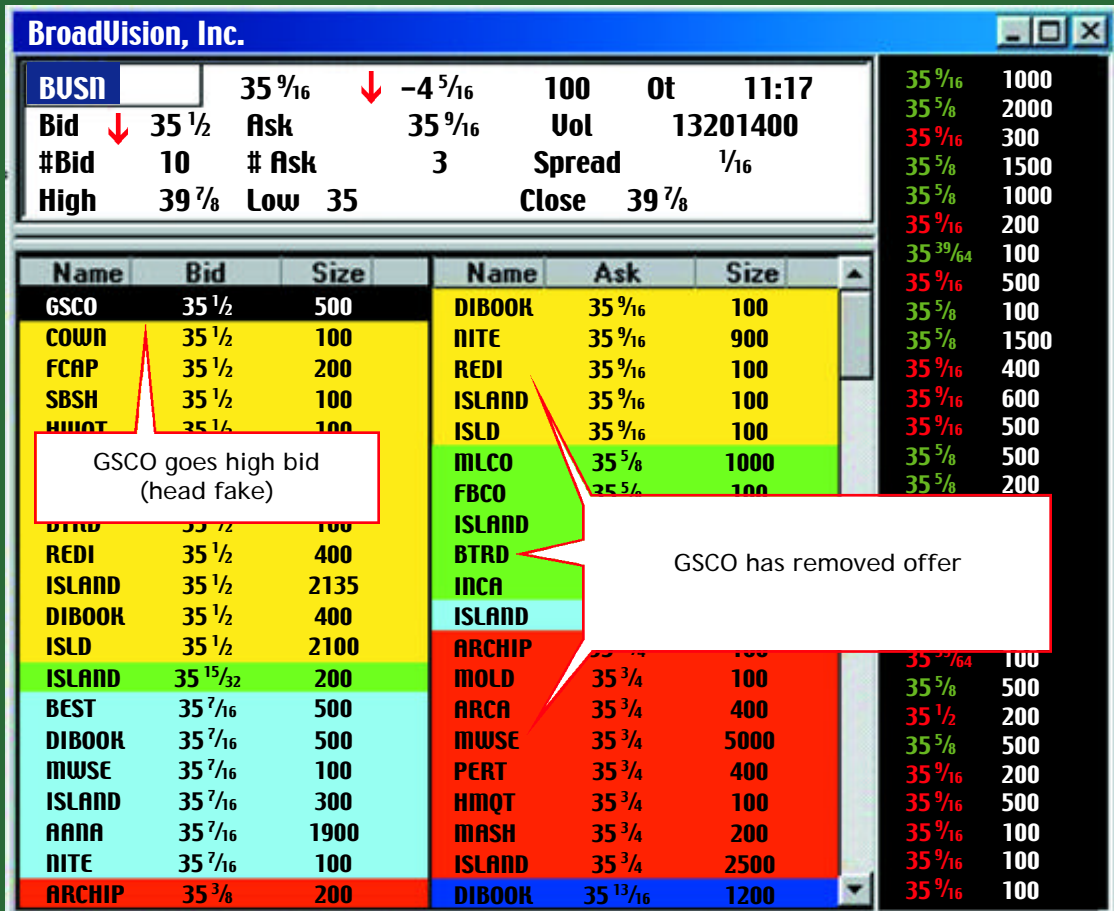 BroadVision, Inc.
BVSN 35 9/16 ↓ -4 5/16 100 Ot 11:17
Bid ↓ 35 1/2 Ask 35 9/16 Vol 13201400
#Bid 10 # Ask 3 Spread 1/16
High 39 7/8 Low 35 Close 39 7/8
Name Bid Size
GSCO 35 1/2 500
COWN 35 1/2 100
FCAP 35 1/2 200
SBSH 35 1/2 100
GSCO goes high bid
(head fake)
REDI 35 1/2 400
ISLAND 35 1/2 2135
DIBOOK 35 1/2 400
ISLD 35 1/2 2100
ISLAND 35 15/32 200
BEST 35 7/16 500
DIBOOK 35 7/16 500
MWSE 35 7/16 100
ISLAND 35 7/16 300
AANA 35 7/16 1900
NITE 35 7/16 100
ARCHIP 35 3/8 200
Name Ask Size
DIBOOK 35 9/16 100
NITE 35 9/16 900
REDI 35 9/16 100
ISLAND 35 9/16 100
ISLD 35 9/16 100
MLCO 35 5/8 1000
FBCO 35 5/8 100
ISLAND
BTRD
INCA
ISLAND
GSCO has removed offer
ARCHIP
MOLD 35 3/4 100
ARCA 35 3/4 400
MWSE 35 3/4 5000
PERT 35 3/4 400
HMQT 35 3/4 100
MASH 35 3/4 200
ISLAND 35 3/4 2500
DIBOOK 35 13/16 1200
35 9/16 1000
35 5/8 2000
35 9/16 300
35 5/8 1500
35 5/8 1000
35 9/16 200
35 39/64 100
35 9/16 500
35 5/8 100
35 5/8 1500
35 9/16 400
35 9/16 600
35 9/16 500
35 5/8 500
35 5/8 200
100
35 5/8 500
35 1/2 200
35 5/8 500
35 9/16 200
35 9/16 500
35 9/16 100
35 9/16 100
35 9/16 100